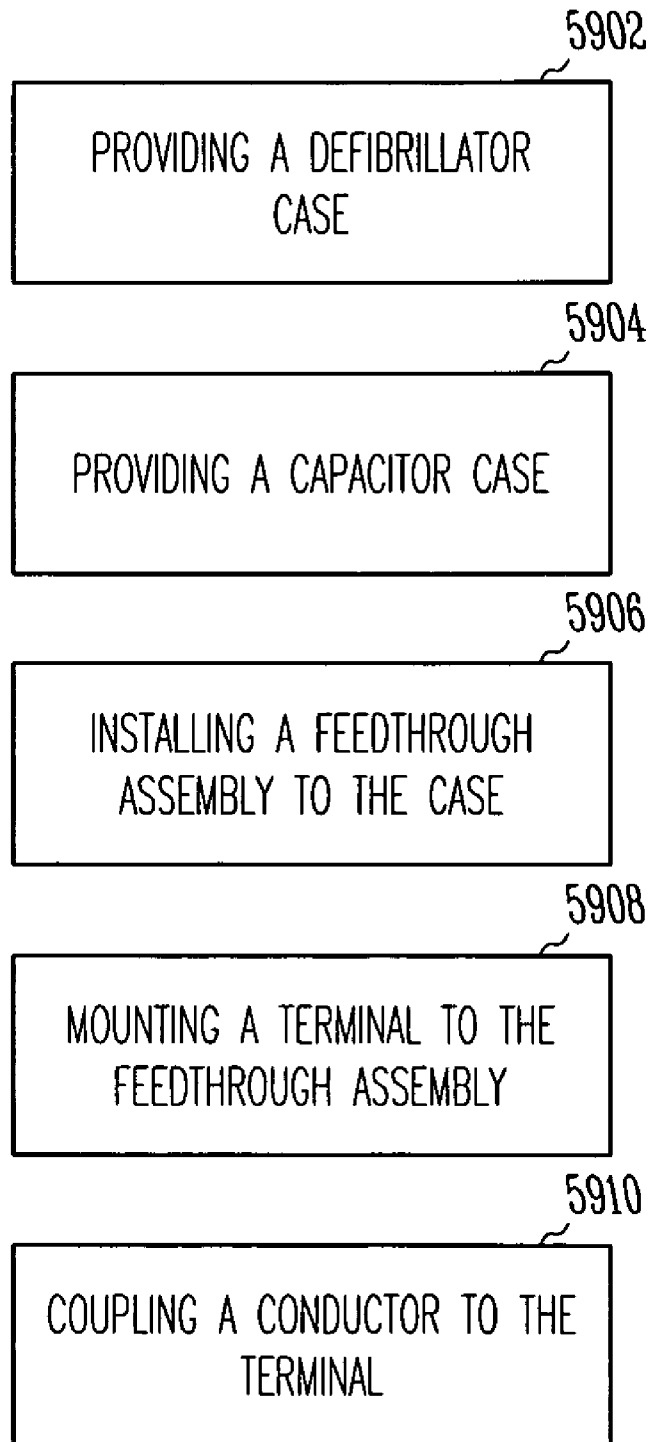 5902
PROVIDING A DEFIBRILLATOR
CASE
5904
PROVIDING A CAPACITOR CASE
5906
INSTALLING A FEEDTHROUGH
ASSEMBLY TO THE CASE
5908
MOUNTING A TERMINAL TO THE
FEEDTHROUGH ASSEMBLY
5910
COUPLING A CONDUCTOR TO THE
TERMINAL